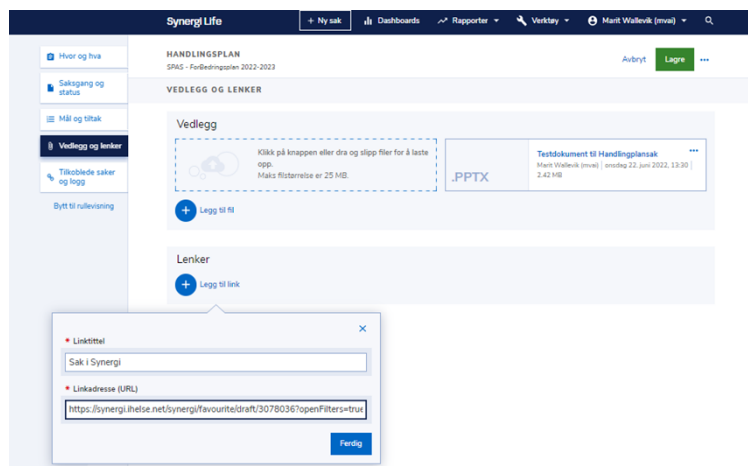 Synergi Life
+ Ny sak
Dashboards
Rapporter
Verktøy
Marit Wallevik (mvai)
Hvor og hva
Saksgang og
status
Mål og tiltak
Vedlegg og lenker
Tilkoblede saker
og logg
Bytt til rullevisning
HANDLINGSPLAN
SPAS - ForBedringsplan 2022-2023
Avbryt
Lagre
VEDLEGG OG LENKER
Vedlegg
Klikk på knappen eller dra og slipp filer for å laste
opp.
Maks filstørrelse er 25 MB.
.PPTX
Testdokument til Handlingplansak
Marit Wallevik (mvai) | onsdag 22. juni 2022, 13:30 |
2.42 MB
Legg til fil
Lenker
Legg til link
* Linktittel
Sak i Synergi
* Linkadresse (URL)
https://synergi.ihelse.net/synergi/favourite/draft/3078036?openFilters=true
Ferdig